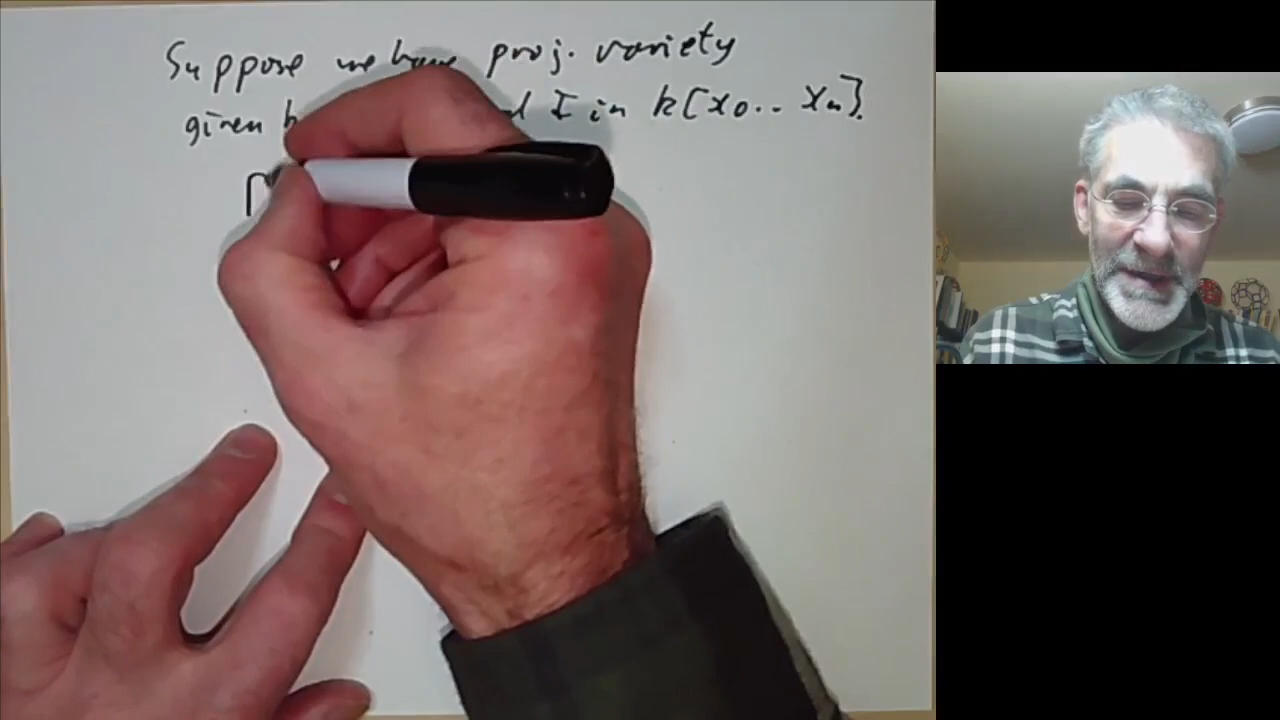 Suppose we have proj. variety
given I in k[x0.. xn].